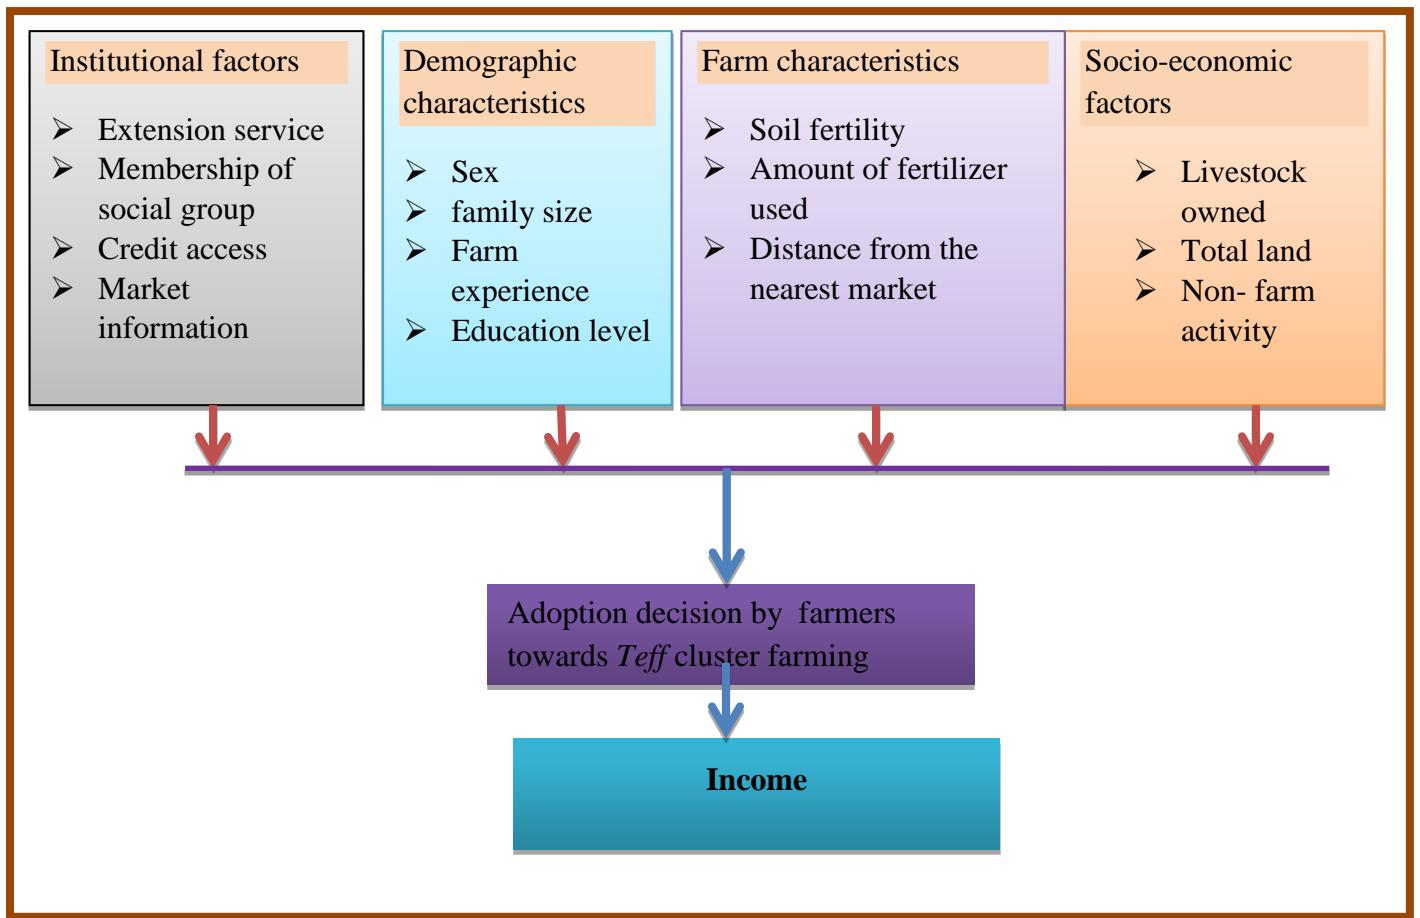 Institutional factors
➢ Extension service
➢ Membership of
social group
➢ Credit access
➢ Market
information
Demographic
characteristics
➢ Sex
➢ family size
➢ Farm
experience
➢ Education level
Farm characteristics
➢ Soil fertility
➢ Amount of fertilizer
used
➢ Distance from the
nearest market
Socio-economic
factors
➢ Livestock
owned
➢ Total land
➢ Non- farm
activity
Adoption decision by  farmers
towards Teff cluster farming
Income